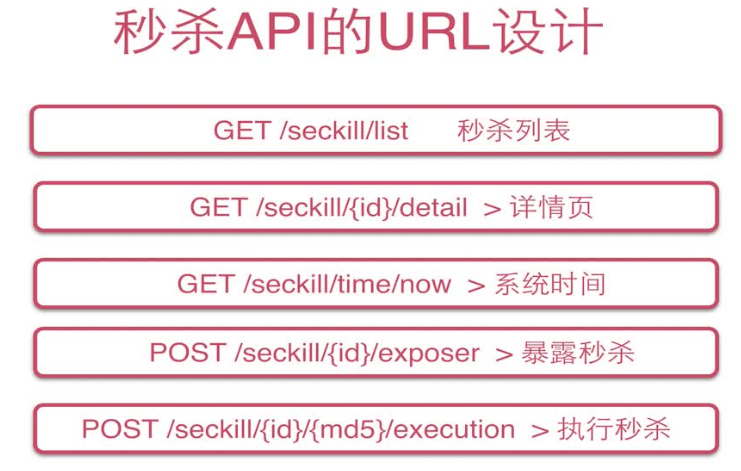 秒杀API的URL设计
GET /seckill/list 秒杀列表
GET /seckill/{id}/detail > 详情页
GET /seckill/time/now > 系统时间
POST /seckill/{id}/exposer > 暴露秒杀
POST /seckill/{id}/{md5}/execution > 执行秒杀